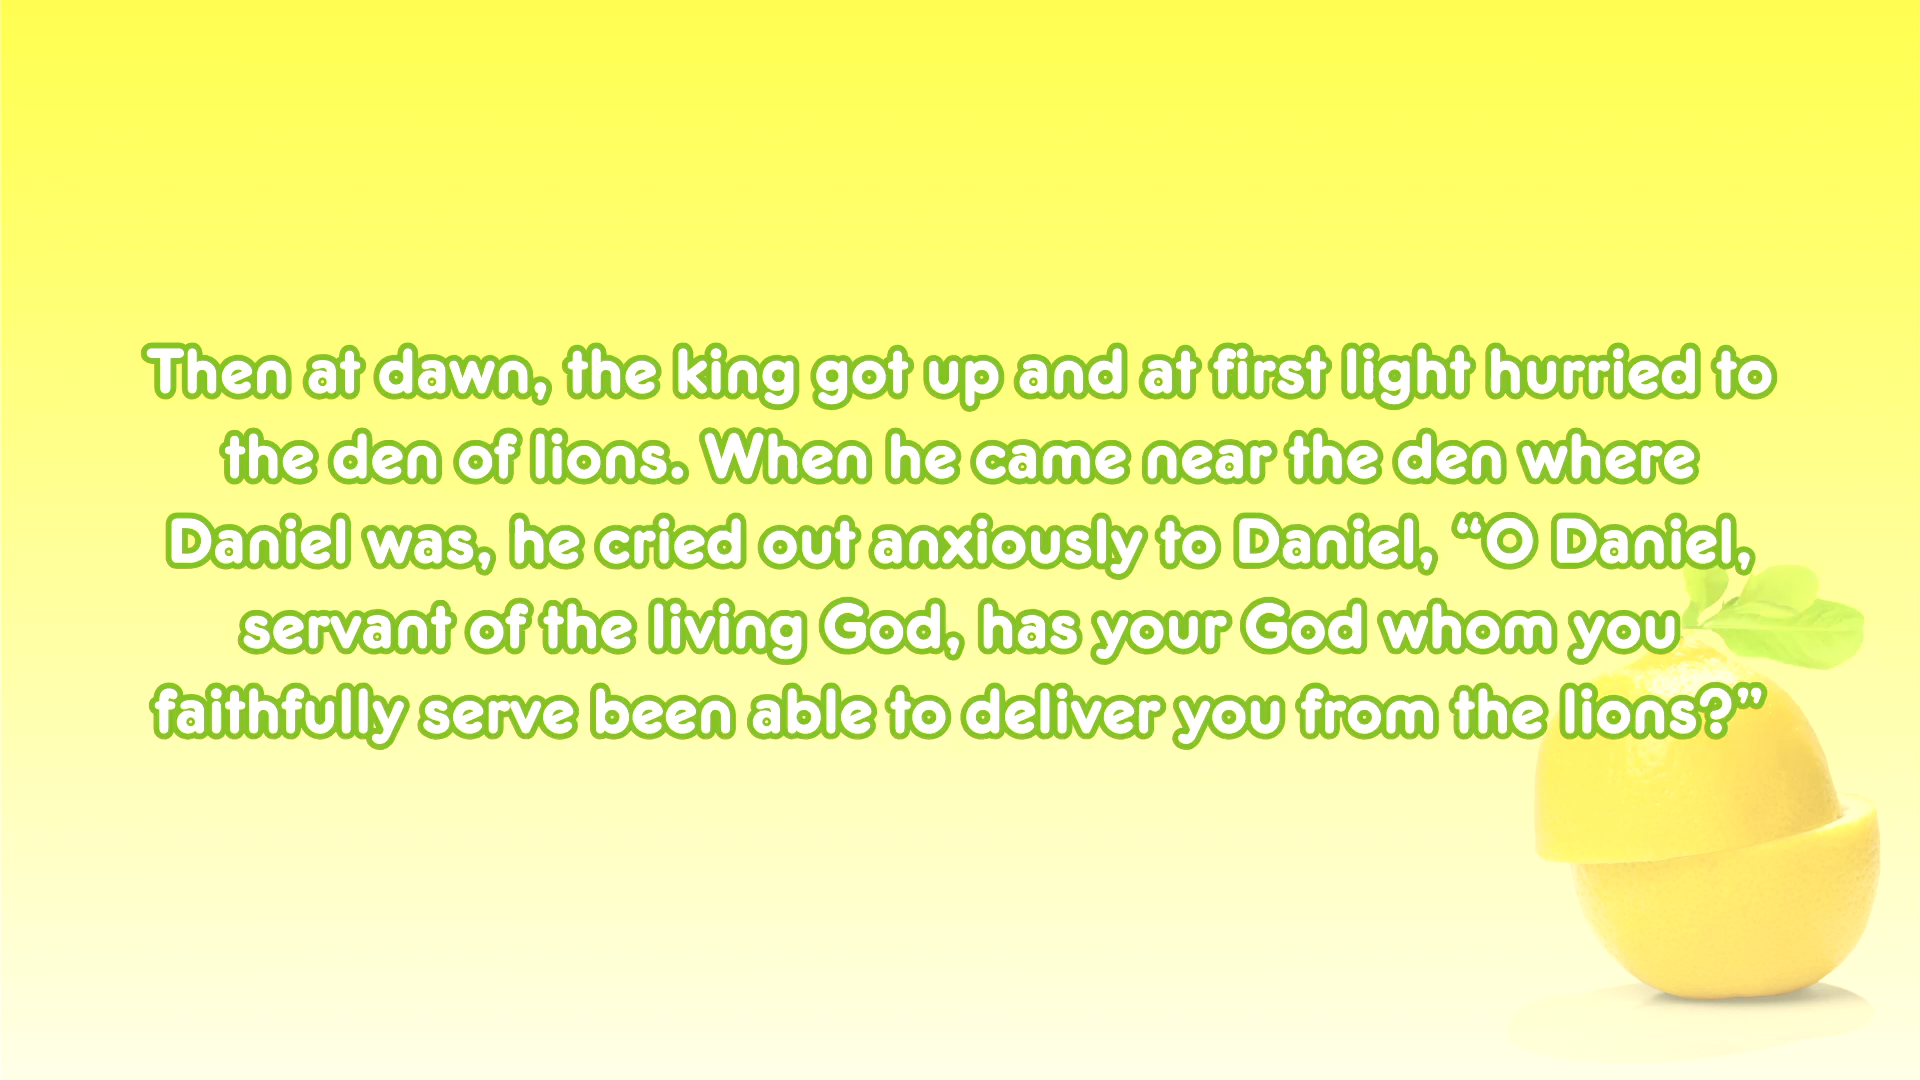 Then at dawn, the king got up and at first light hurried to
the den of lions. When he came near the den where
Daniel was, he cried out anxiously to Daniel, “O Daniel,
servant of the living God, has your God whom you
faithfully serve been able to deliver you from the lions?”